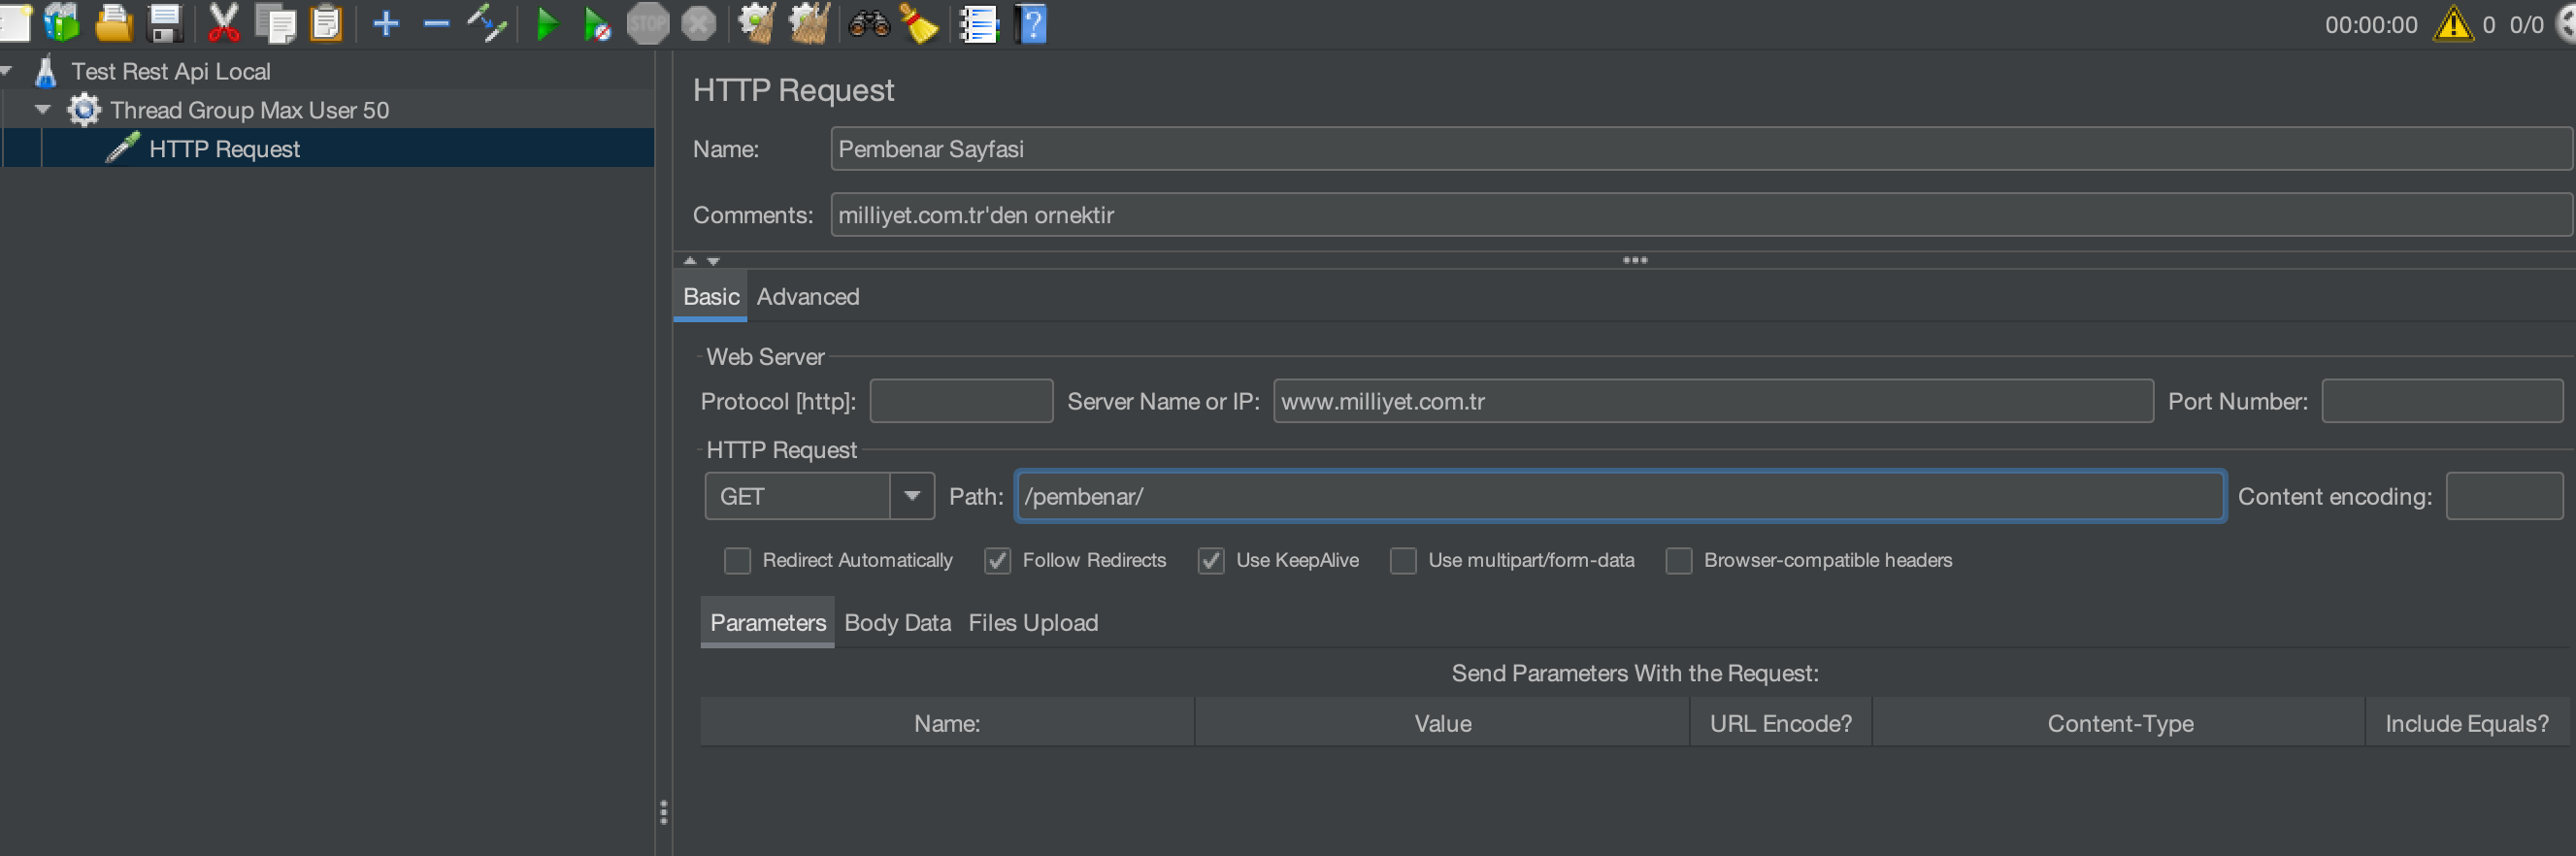 STOP
00:00:00
0
0/0
Test Rest Api Local
Thread Group Max User 50
HTTP Request
HTTP Request
Name:
Pembenar Sayfasi
Comments:
milliyet.com.tr'den ornektir
Basic
Advanced
Web Server
Protocol [http]:
Server Name or IP:
www.milliyet.com.tr
Port Number:
HTTP Request
GET
Path:
/pembenar/
Content encoding:
Redirect Automatically
Follow Redirects
Use KeepAlive
Use multipart/form-data
Browser-compatible headers
Parameters
Body Data
Files Upload
Send Parameters With the Request:
Name:
Value
URL Encode?
Content-Type
Include Equals?